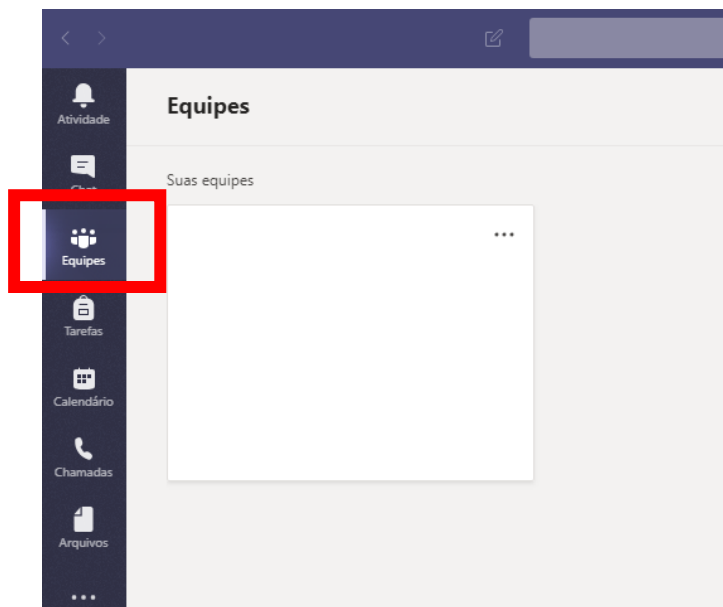 Atividade
Equipes
Suas equipes
Equipes
Tarefas
Calendário
Chamadas
Arquivos